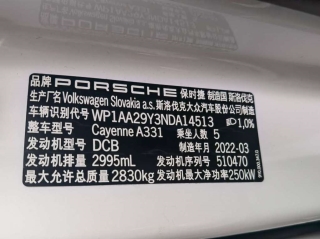 品牌 PORSCHE 保时捷 制造国 斯洛伐克
生产厂名 Volkswagen Slovakia a.s. 斯洛伐克大众汽车股份公司
车辆识别代号 WP1AA29Y3NDA14513 1,0%
整车型号 Cayenne A331 乘坐人数 5
发动机型号 DCB 制造年月 2022-03
发动机排量 2995mL 发动机序列号 510470
最大允许总质量 2830kg 发动机最大净功率 250kW